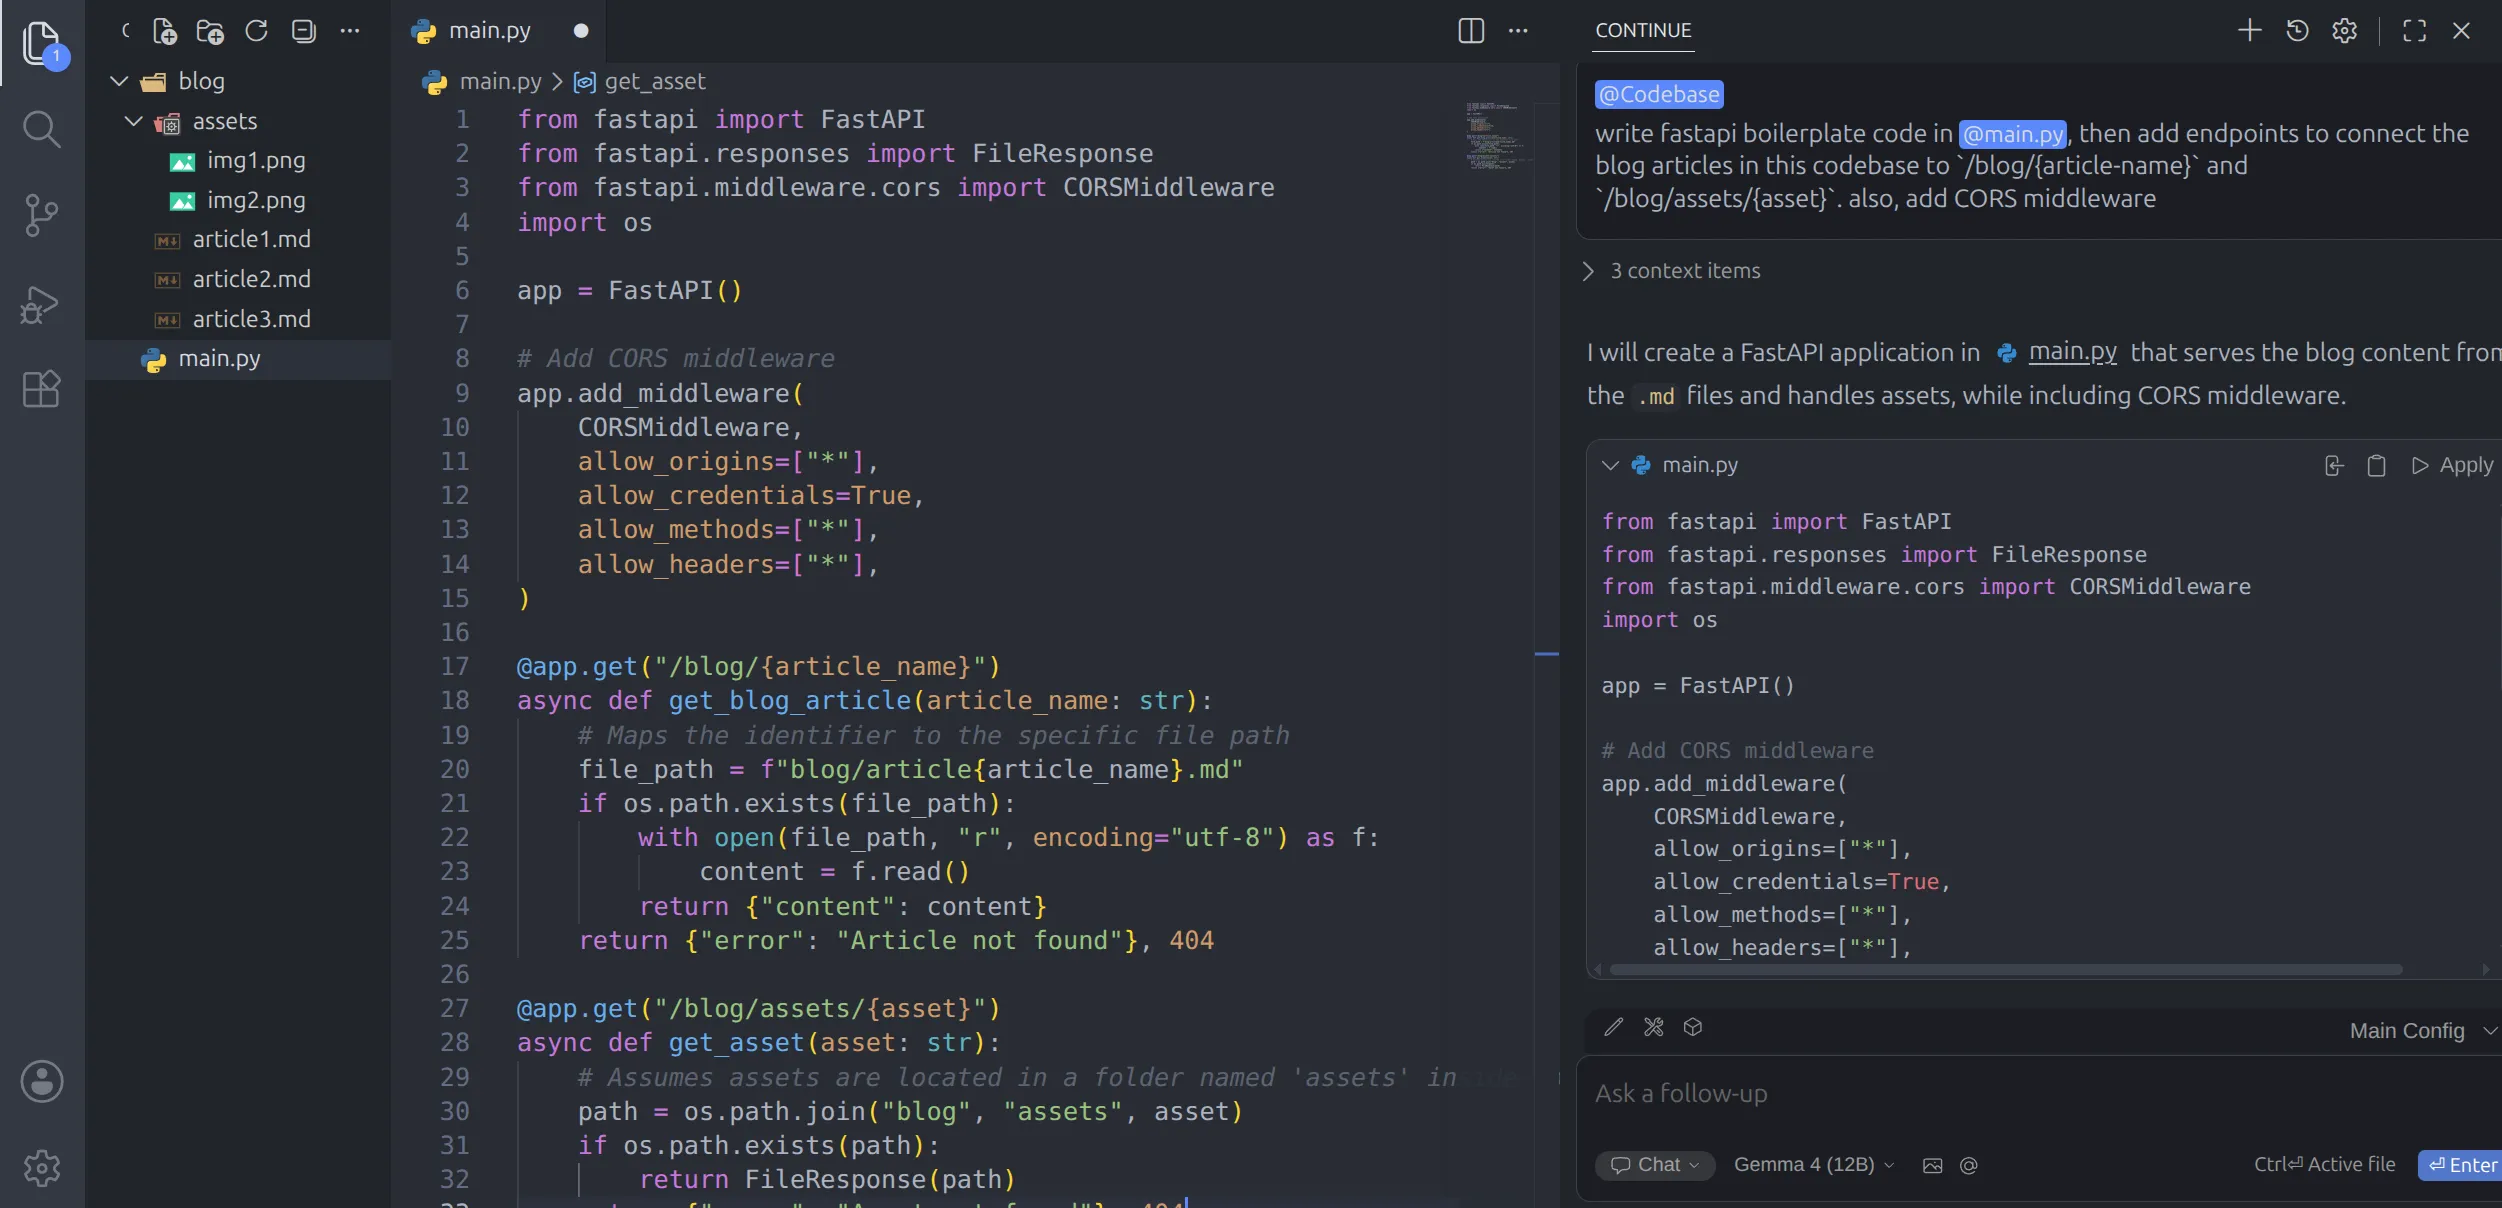 1
blog
assets
img1.png
img2.png
article1.md
article2.md
article3.md
main.py
main.py
main.py > get_asset
1 from fastapi import FastAPI
2 from fastapi.responses import FileResponse
3 from fastapi.middleware.cors import CORSMiddleware
4 import os
5
6 app = FastAPI()
7
8 # Add CORS middleware
9 app.add_middleware(
10     CORSMiddleware,
11     allow_origins=["*"],
12     allow_credentials=True,
13     allow_methods=["*"],
14     allow_headers=["*"],
15 )
16
17 @app.get("/blog/{article_name}")
18 async def get_blog_article(article_name: str):
19     # Maps the identifier to the specific file path
20     file_path = f"blog/article{article_name}.md"
21     if os.path.exists(file_path):
22         with open(file_path, "r", encoding="utf-8") as f:
23             content = f.read()
24         return {"content": content}
25     return {"error": "Article not found"}, 404
26
27 @app.get("/blog/assets/{asset}")
28 async def get_asset(asset: str):
29     # Assumes assets are located in a folder named 'assets'
30     path = os.path.join("blog", "assets", asset)
31     if os.path.exists(path):
32         return FileResponse(path)
CONTINUE
@Codebase
write fastapi boilerplate code in @main.py, then add endpoints to connect the
blog articles in this codebase to `/blog/{article-name}` and
`/blog/assets/{asset}`. also, add CORS middleware
3 context items
I will create a FastAPI application in main.py that serves the blog content from
the .md files and handles assets, while including CORS middleware.
main.py Apply
from fastapi import FastAPI
from fastapi.responses import FileResponse
from fastapi.middleware.cors import CORSMiddleware
import os
app = FastAPI()
# Add CORS middleware
app.add_middleware(
    CORSMiddleware,
    allow_origins=["*"],
    allow_credentials=True,
    allow_methods=["*"],
    allow_headers=["*"],
Main Config
Ask a follow-up
Chat Gemma 4 (12B) Ctrl⏎ Active file ⏎ Enter